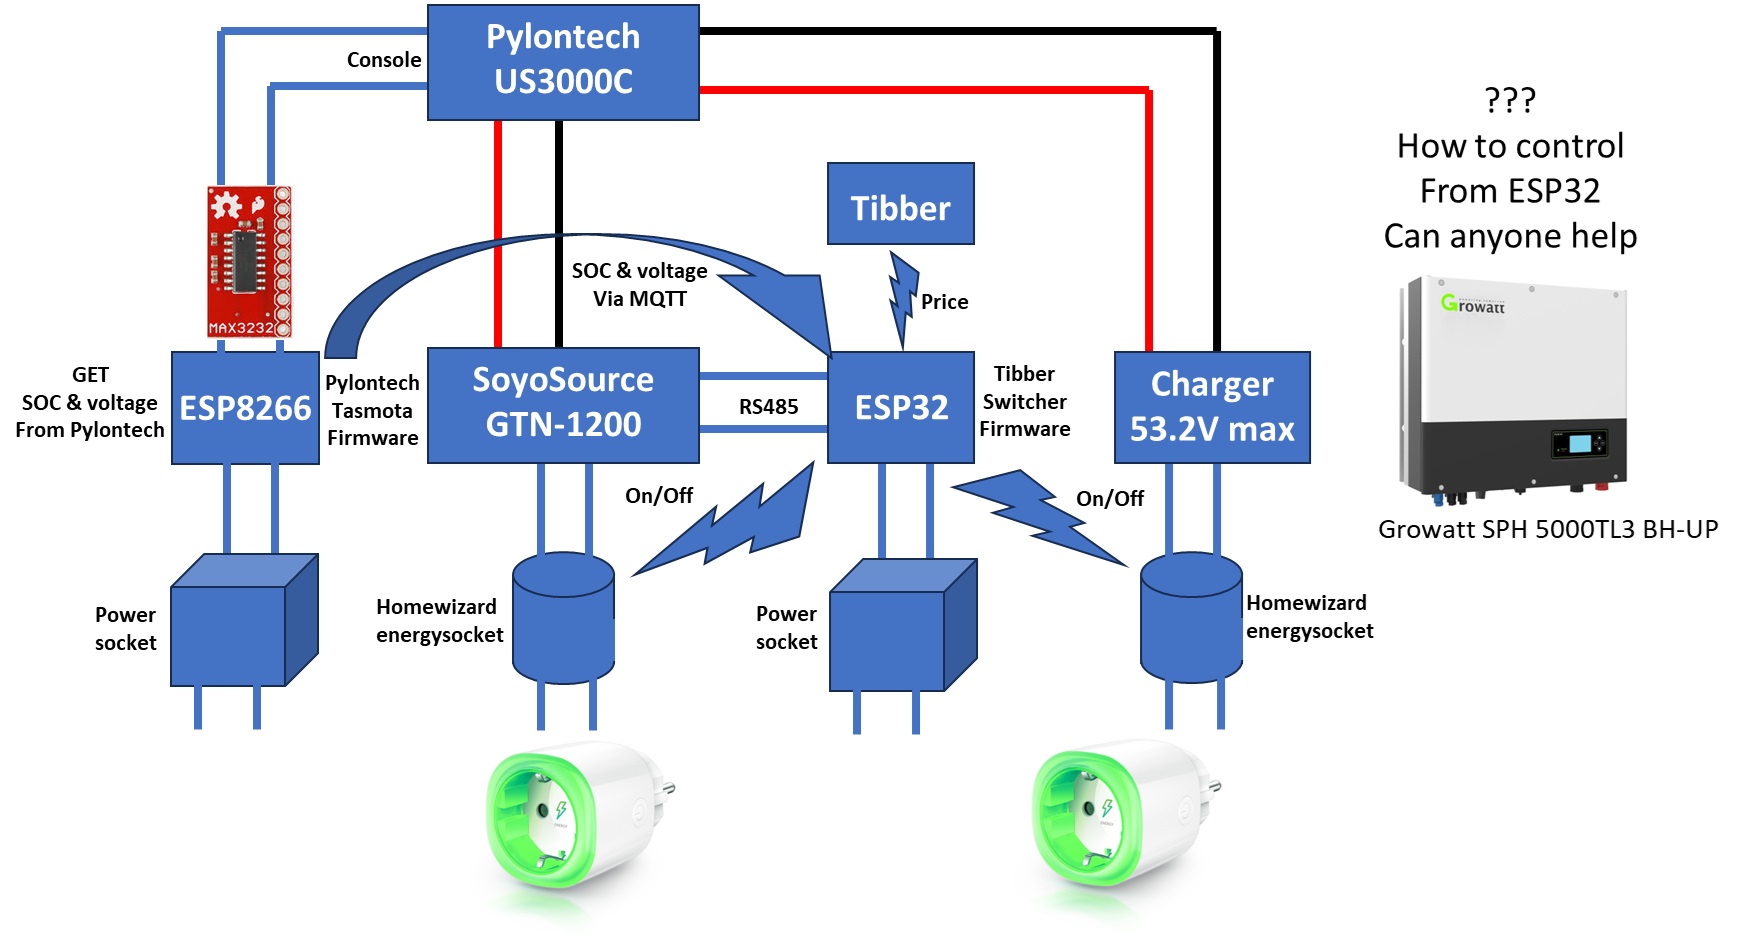 Pylontech
US3000C
Console
???
How to control
From ESP32
Can anyone help
Tibber
SOC & voltage
Via MQTT
Price
MAX3232
Growatt
GET
SOC & voltage
From Pylontech
ESP8266
Pylontech
Tasmota
Firmware
SoyoSource
GTN-1200
RS485
ESP32
Tibber
Switcher
Firmware
Charger
53.2V max
On/Off
On/Off
Growatt SPH 5000TL3 BH-UP
Power
socket
Homewizard
energysocket
Power
socket
Homewizard
energysocket